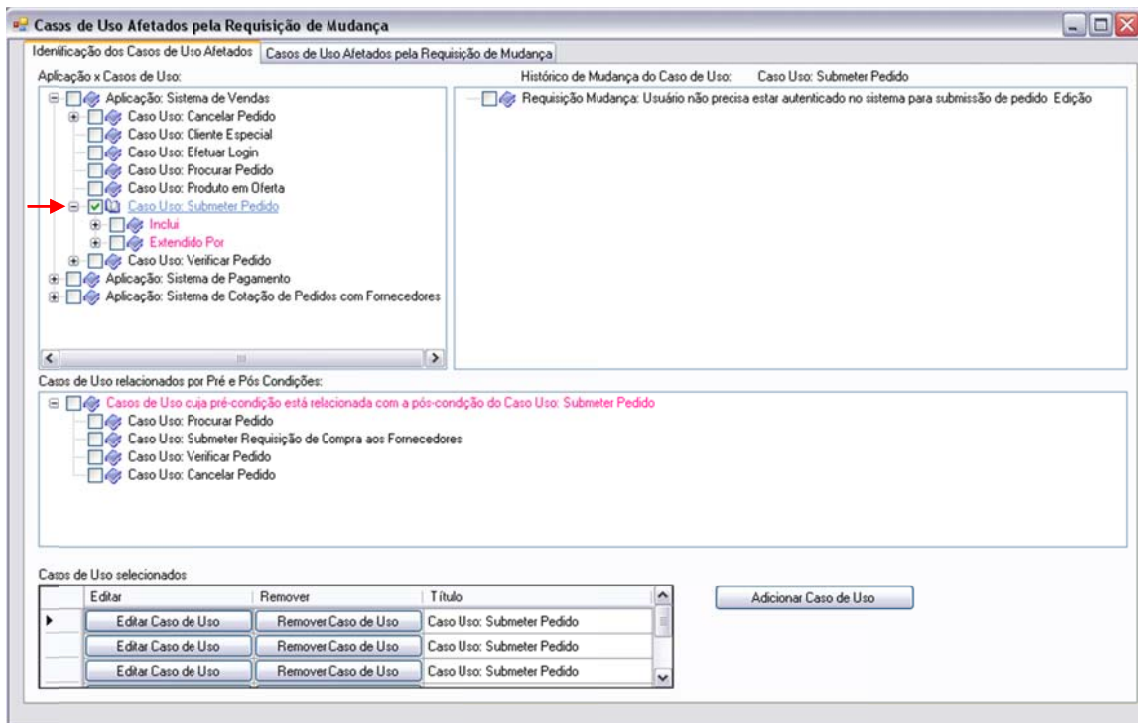 Casos de Uso Afetados pela Requisição de Mudança
Identificação dos Casos de Uso Afetados Casos de Uso Afetados pela Requisição de Mudança
Aplicação x Casos de Uso:
Histórico de Mudança do Caso de Uso: Caso Uso: Submeter Pedido
Aplicação: Sistema de Vendas
Caso Uso: Cancelar Pedido
Caso Uso: Cliente Especial
Caso Uso: Efetuar Login
Caso Uso: Procurar Pedido
Caso Uso: Produto em Oferta
Caso Uso: Submeter Pedido
Inclui
Extendido Por
Caso Uso: Verificar Pedido
Aplicação: Sistema de Pagamento
Aplicação: Sistema de Cotação de Pedidos com Fornecedores
Requisição Mudança: Usuário não precisa estar autenticado no sistema para submissão de pedido Edição
Casos de Uso relacionados por Pré e Pós Condições:
Casos de Uso cuja pré-condição está relacionada com a pós-condção do Caso Uso: Submeter Pedido
Caso Uso: Procurar Pedido
Caso Uso: Submeter Requisição de Compra aos Fornecedores
Caso Uso: Verificar Pedido
Caso Uso: Cancelar Pedido
Casos de Uso selecionados
Editar Remover Título
Editar Caso de Uso Remover Caso de Uso Caso Uso: Submeter Pedido
Editar Caso de Uso Remover Caso de Uso Caso Uso: Submeter Pedido
Editar Caso de Uso Remover Caso de Uso Caso Uso: Submeter Pedido
Adicionar Caso de Uso